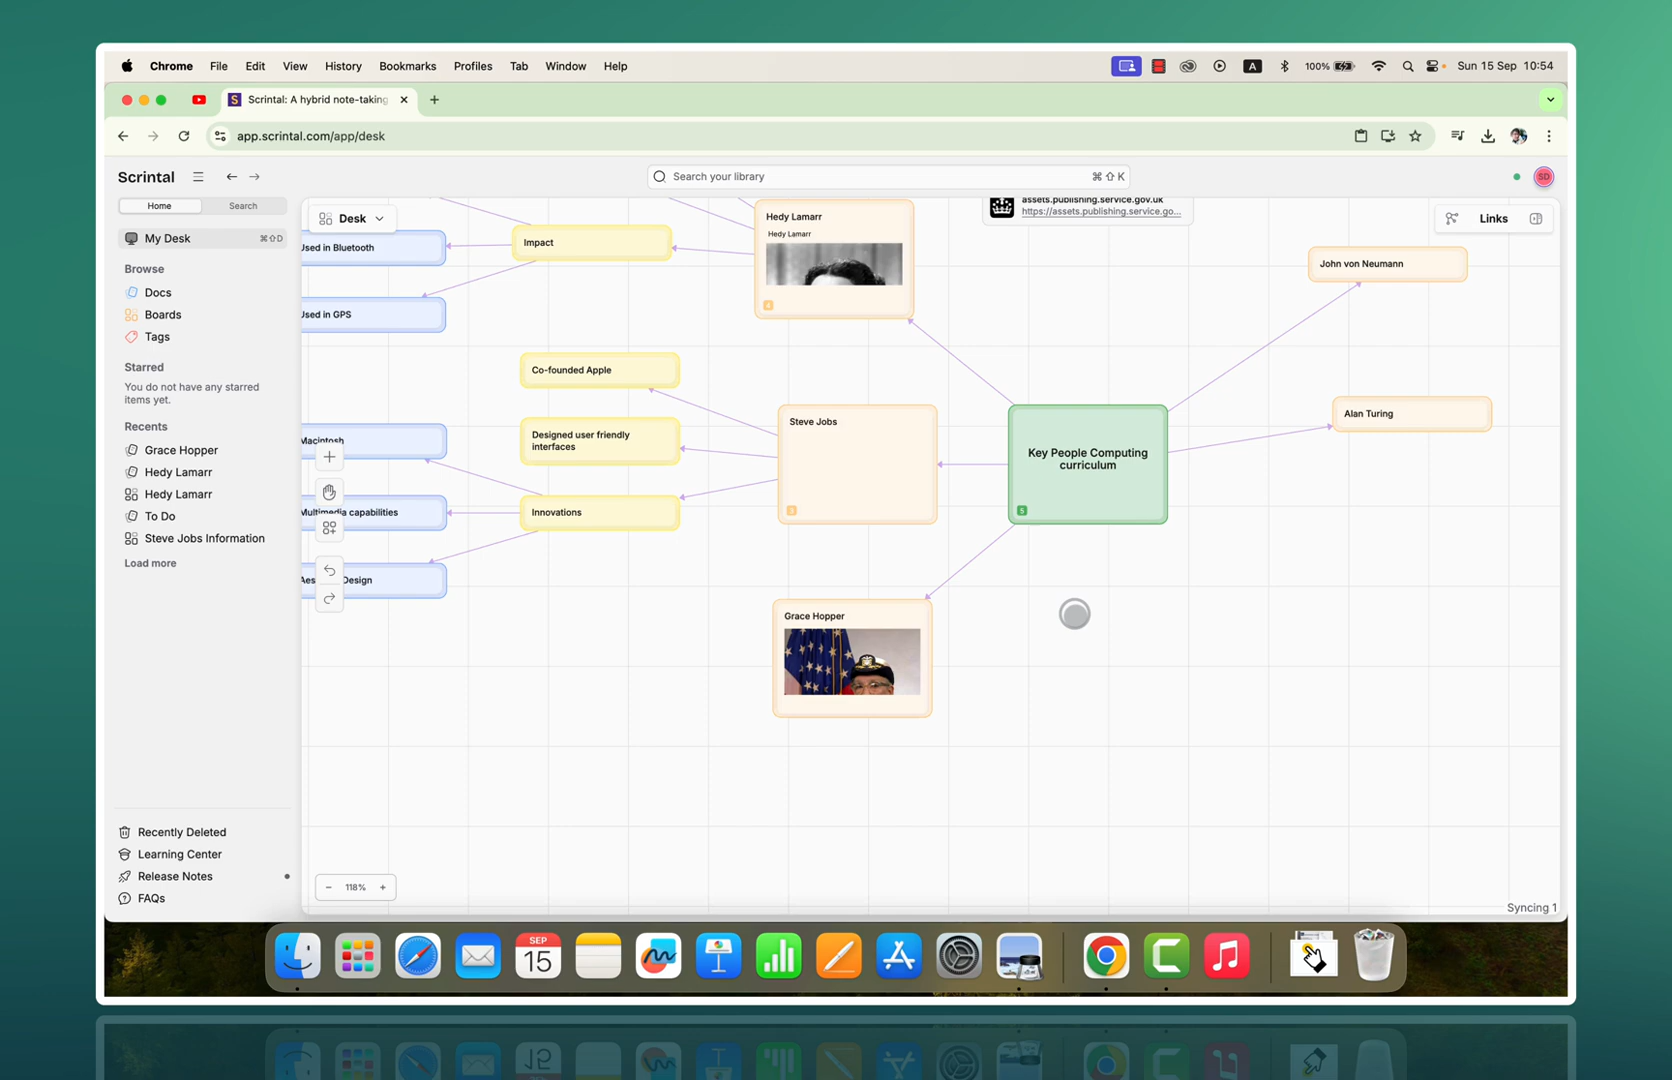 Chrome File Edit View History Bookmarks Profiles Tab Window Help
A 100% Sun 15 Sep 10:54
S Scrintal: A hybrid note-taking
app.scrintal.com/app/desk
Scrintal
Search your library ⌘ ⇧ K
SD
Home Search
My Desk ⌘⇧D
Browse
Docs
Boards
Tags
Starred
You do not have any starred
items yet.
Recents
Grace Hopper
Hedy Lamarr
Hedy Lamarr
To Do
Steve Jobs Information
Load more
Recently Deleted
Learning Center
Release Notes
FAQs
Desk
Links
Used in Bluetooth
Used in GPS
Impact
Hedy Lamarr
Hedy Lamarr
4
assets.publishing.service.gov.uk
https://assets.publishing.service.go...
John von Neumann
Alan Turing
Co-founded Apple
Designed user friendly
interfaces
Innovations
Macintosh
Multimedia capabilities
Design
Steve Jobs
3
Key People Computing
curriculum
5
Grace Hopper
− 118% +
Syncing 1
SEP
15